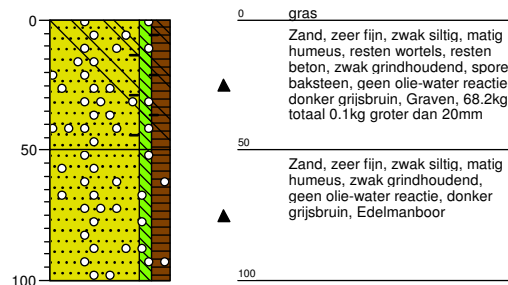 0
0
gras
Zand, zeer fijn, zwak siltig, matig
humeus, resten wortels, resten
beton, zwak grindhoudend, spore
baksteen, geen olie-water reactie
donker grijsbruin, Graven, 68.2kg
totaal 0.1kg groter dan 20mm
50
50
Zand, zeer fijn, zwak siltig, matig
humeus, zwak grindhoudend,
geen olie-water reactie, donker
grijsbruin, Edelmanboor
100
100